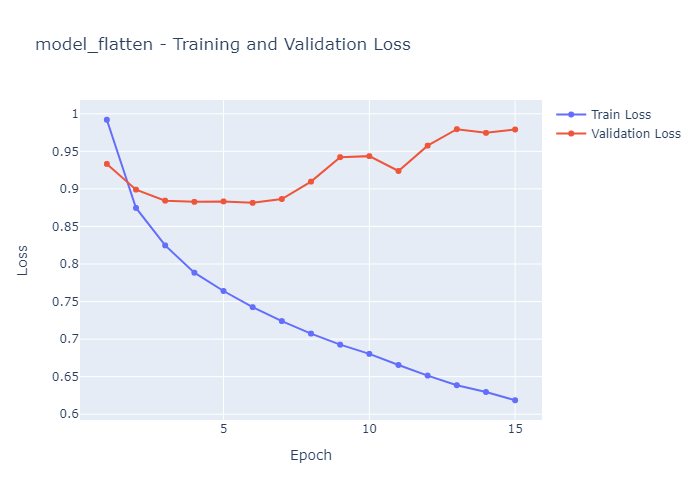 model_flatten - Training and Validation Loss
Train Loss
Validation Loss
1
0.95
0.9
0.85
0.8
0.75
0.7
0.65
0.6
Loss
5
10
15
Epoch